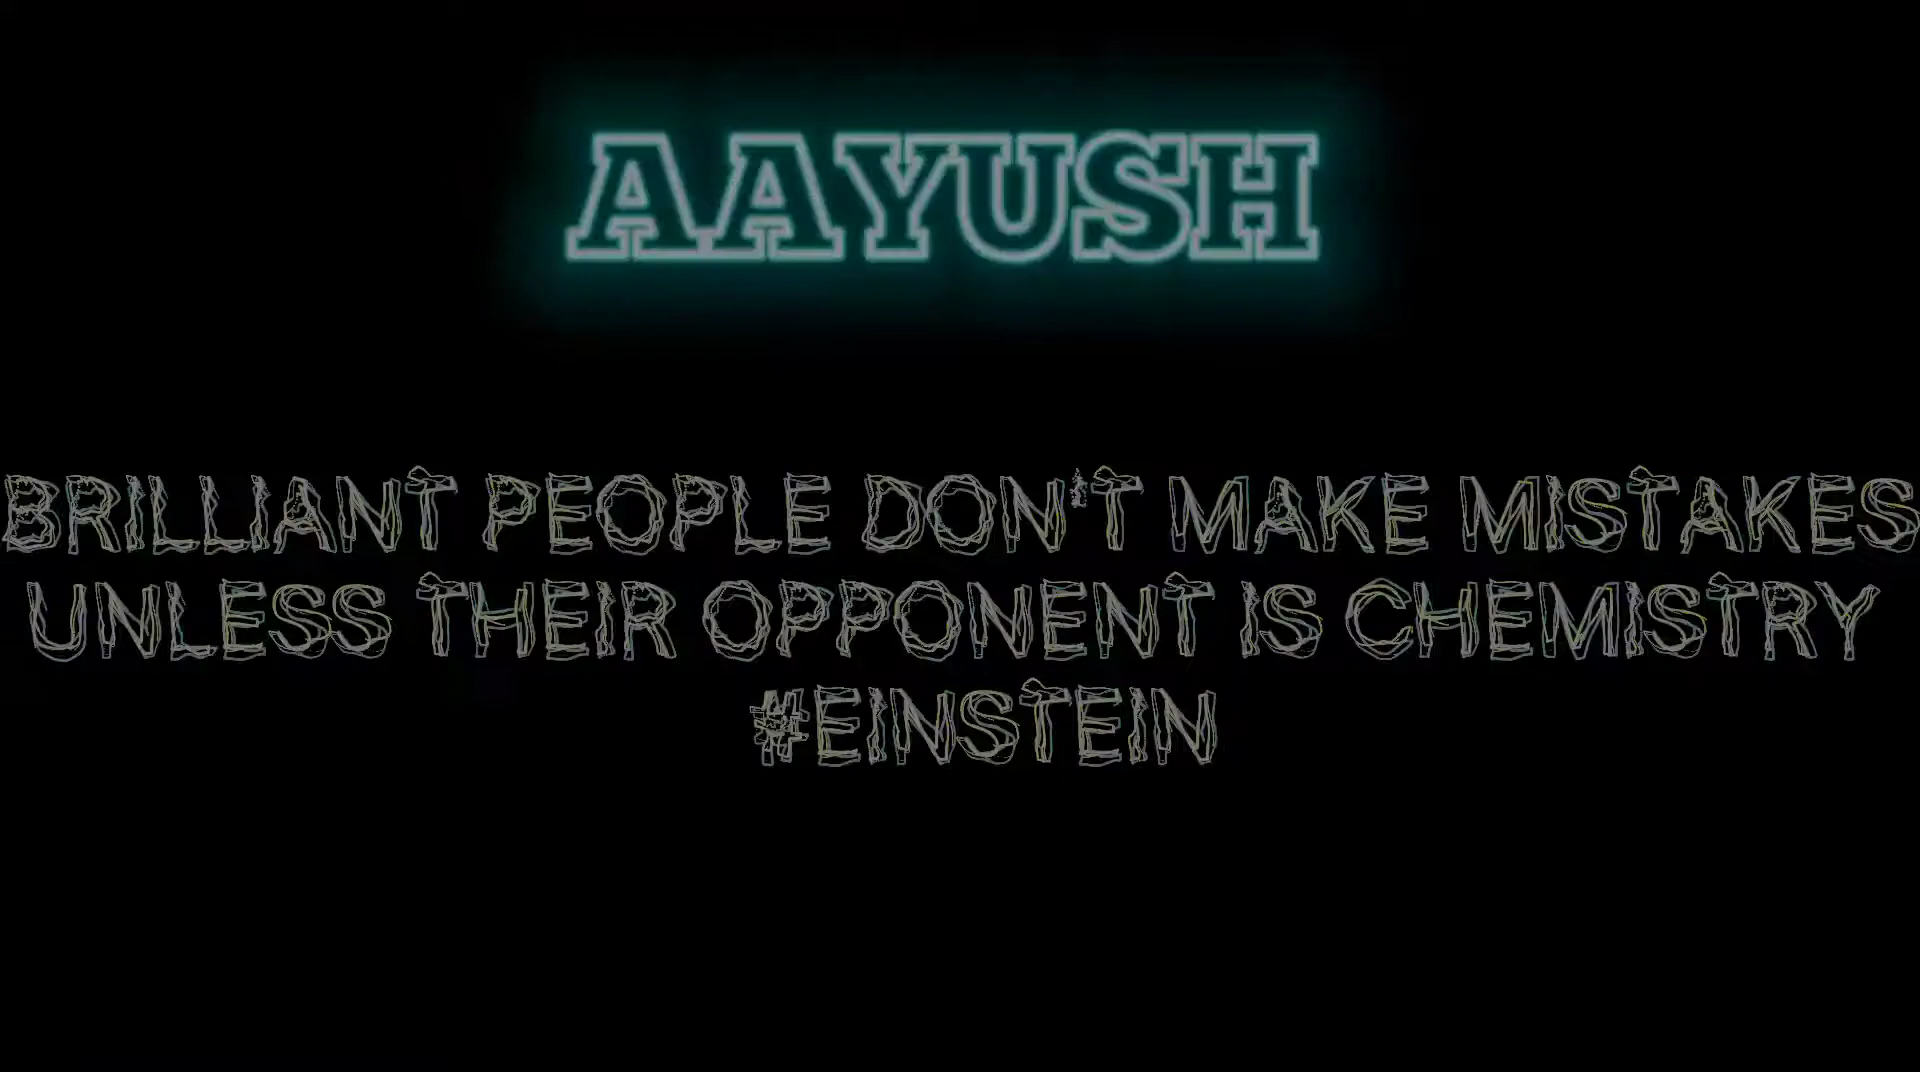 AAYUSH
BRILLIANT PEOPLE DON'T MAKE MISTAKES
UNLESS THEIR OPPONENT IS CHEMISTRY
#EINSTEIN